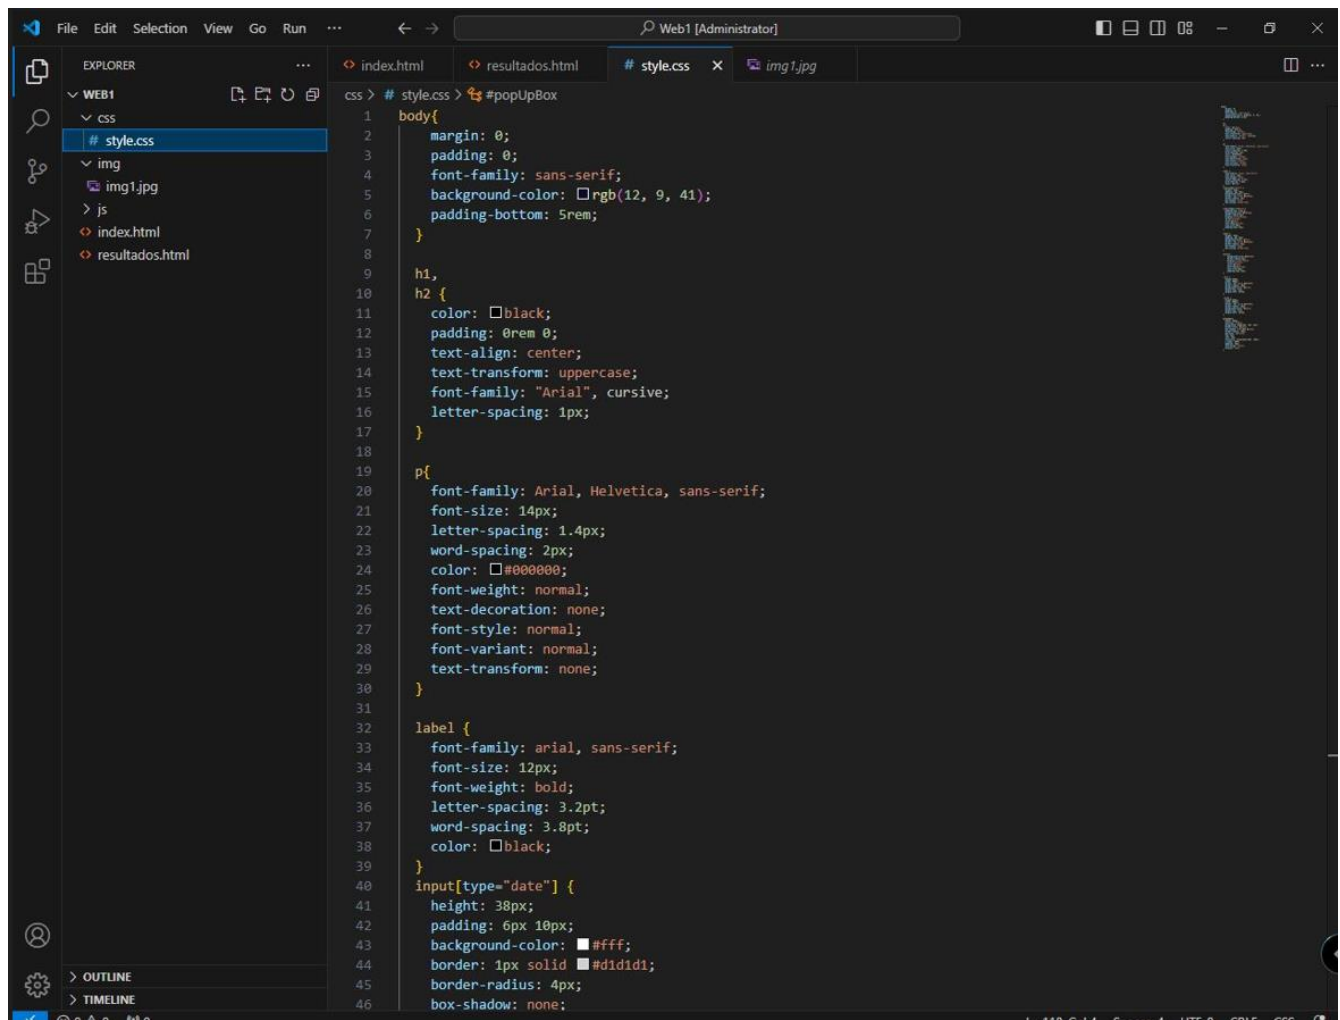 File Edit Selection View Go Run ···
Web1 [Administrator]
EXPLORER ···
WEB1
css
# style.css
img
img1.jpg
js
index.html
resultados.html
OUTLINE
TIMELINE
index.html
resultados.html
# style.css
img1.jpg
css > # style.css > #popUpBox
1 body{
2 margin: 0;
3 padding: 0;
4 font-family: sans-serif;
5 background-color: rgb(12, 9, 41);
6 padding-bottom: 5rem;
7 }
8
9 h1,
10 h2 {
11 color: black;
12 padding: 0rem 0;
13 text-align: center;
14 text-transform: uppercase;
15 font-family: "Arial", cursive;
16 letter-spacing: 1px;
17 }
18
19 p{
20 font-family: Arial, Helvetica, sans-serif;
21 font-size: 14px;
22 letter-spacing: 1.4px;
23 word-spacing: 2px;
24 color: #000000;
25 font-weight: normal;
26 text-decoration: none;
27 font-style: normal;
28 font-variant: normal;
29 text-transform: none;
30 }
31
32 label {
33 font-family: arial, sans-serif;
34 font-size: 12px;
35 font-weight: bold;
36 letter-spacing: 3.2pt;
37 word-spacing: 3.8pt;
38 color: black;
39 }
40 input[type="date"] {
41 height: 38px;
42 padding: 6px 10px;
43 background-color: #fff;
44 border: 1px solid #d1d1d1;
45 border-radius: 4px;
46 box-shadow: none;